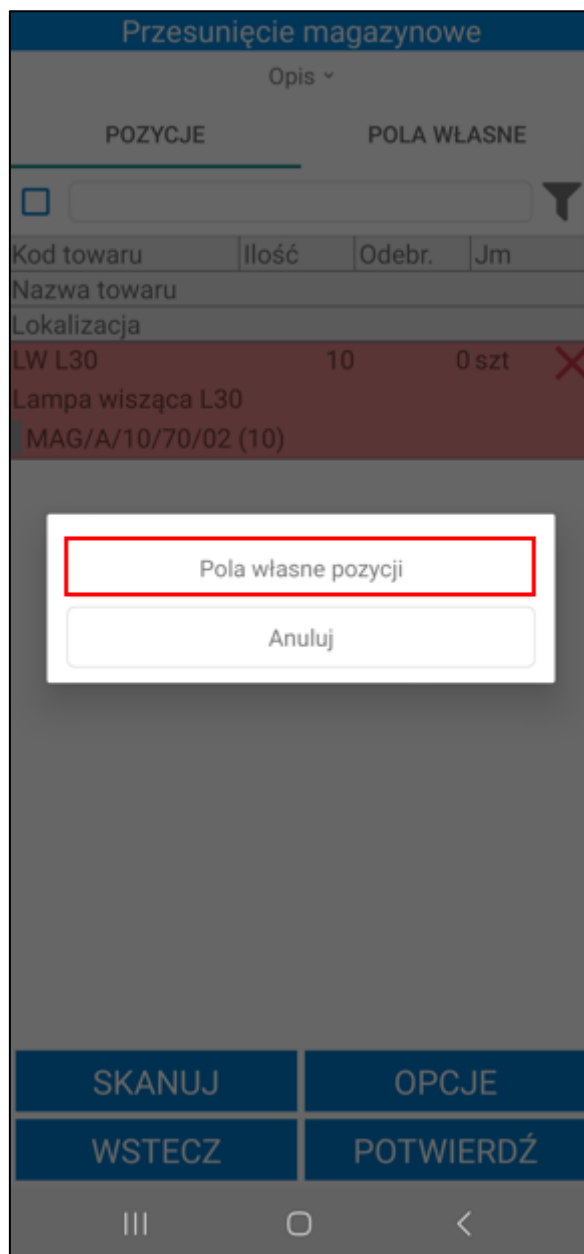 Przesunięcie magazynowe
Opis
POZYCJE POLA WŁASNE
Kod towaru Ilość Odebr. Jm
Nazwa towaru
Lokalizacja
LW L30 10 0 szt
Lampa wisząca L30
MAG/A/10/70/02 (10)
Pola własne pozycji
Anuluj
SKANUJ OPCJE
WSTECZ POTWIERDŹ